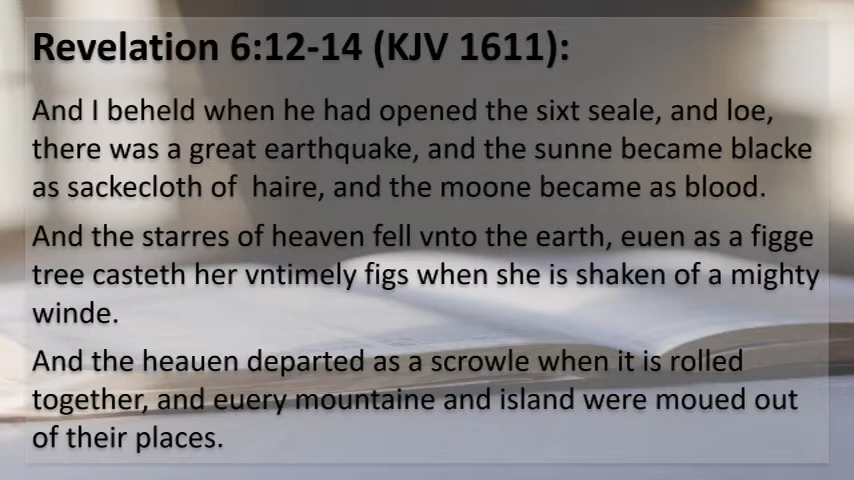 Revelation 6:12-14 (KJV 1611):
And I beheld when he had opened the sixt seale, and loe,
there was a great earthquake, and the sunne became blacke
as sackecloth of  haire, and the moone became as blood.
And the starres of heaven fell vnto the earth, euen as a figge
tree casteth her vntimely figs when she is shaken of a mighty
winde.
And the heauen departed as a scrowle when it is rolled
together, and euery mountaine and island were moued out
of their places.